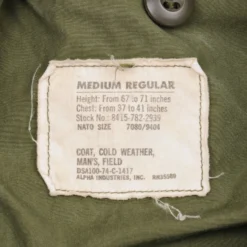 MEDIUM REGULAR
Height: From 67 to 71 inches
Chest: From 37 to 41 inches
Stock No.: 8415-782-2939
NATO SIZE 7080/9404
COAT, COLD WEATHER,
MAN'S, FIELD
DSA100-74-C-1417
ALPHA INDUSTRIES, INC.